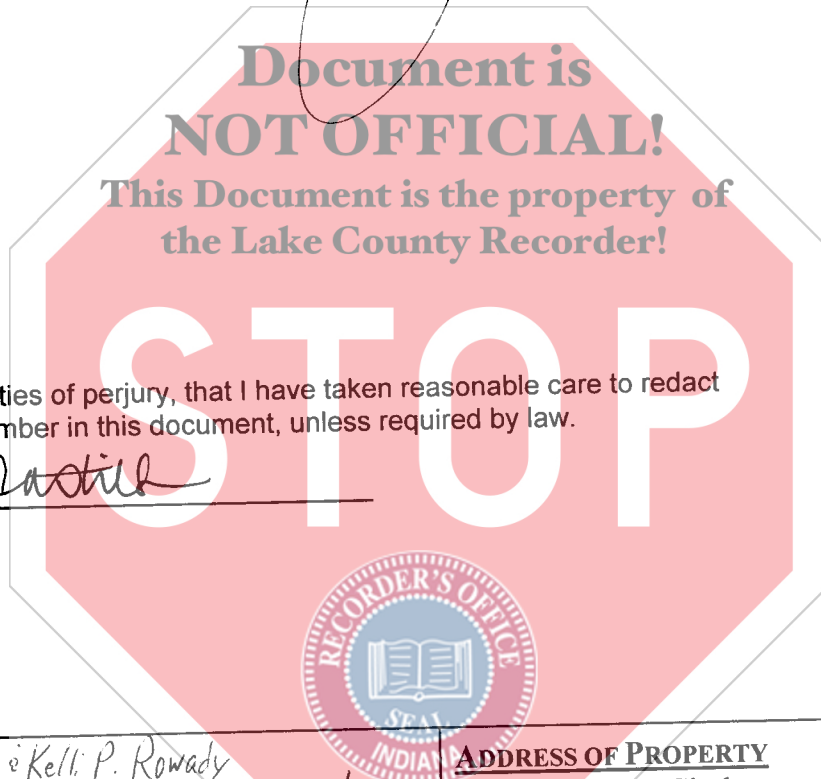 Document is
NOT OFFICIAL!
This Document is the property of
the Lake County Recorder!
STOP
ties of perjury, that I have taken reasonable care to redact
mber in this document, unless required by law.
RECORDER'S OFFICE
SEAL
INDIANA
Kelli P. Rowady
ADDRESS OF PROPERTY